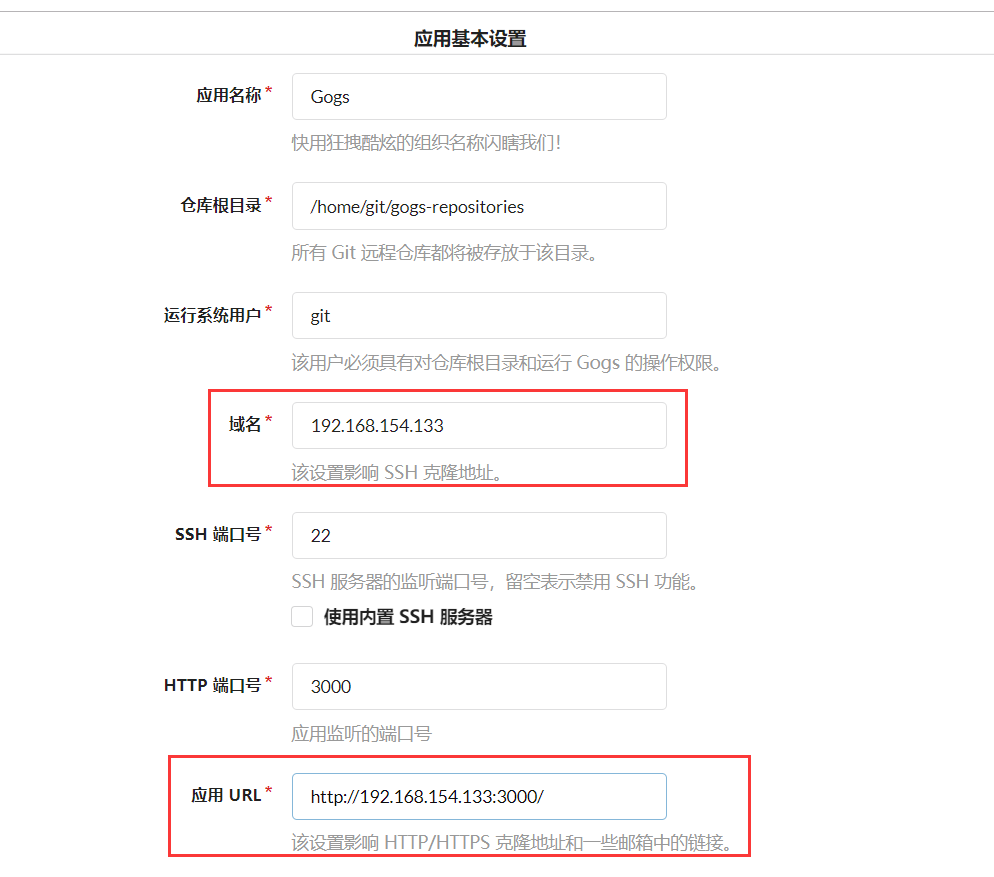 应用基本设置
应用名称*
Gogs
快用狂拽酷炫的组织名称闪瞎我们！
仓库根目录*
/home/git/gogs-repositories
所有 Git 远程仓库都将被存放于该目录。
运行系统用户*
git
该用户必须具有对仓库根目录和运行 Gogs 的操作权限。
域名*
192.168.154.133
该设置影响 SSH 克隆地址。
SSH 端口号*
22
SSH 服务器的监听端口号，留空表示禁用 SSH 功能。
使用内置 SSH 服务器
HTTP 端口号*
3000
应用监听的端口号
应用 URL*
http://192.168.154.133:3000/
该设置影响 HTTP/HTTPS 克隆地址和一些邮箱中的链接。